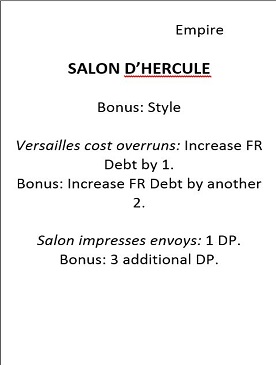 Empire
SALON D'HERCULE
Bonus: Style
Versailles cost overruns: Increase FR
Debt by 1.
Bonus: Increase FR Debt by another
2.
Salon impresses envoys: 1 DP.
Bonus: 3 additional DP.